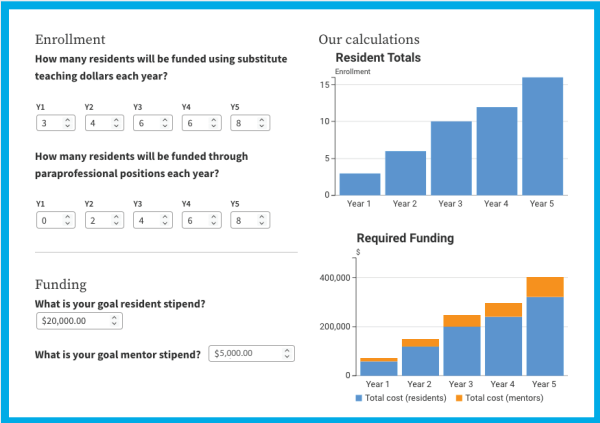 Enrollment
How many residents will be funded using substitute
teaching dollars each year?
Y1 Y2 Y3 Y4 Y5
3 4 6 6 8
How many residents will be funded through
paraprofessional positions each year?
Y1 Y2 Y3 Y4 Y5
0 2 4 6 8
Funding
What is your goal resident stipend?
$20,000.00
What is your goal mentor stipend? $5,000.00
Our calculations
Resident Totals
Enrollment
15
10
5
0
Year 1 Year 2 Year 3 Year 4 Year 5
Required Funding
$
400,000
200,000
0
Year 1 Year 2 Year 3 Year 4 Year 5
Total cost (residents) Total cost (mentors)